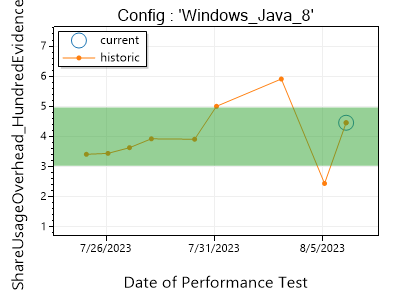 Config : 'Windows_Java_8'
current
historic
7
6
5
4
3
2
1
ShareUsageOverhead_HundredEvidence
7/26/2023
7/31/2023
8/5/2023
Date of Performance Test